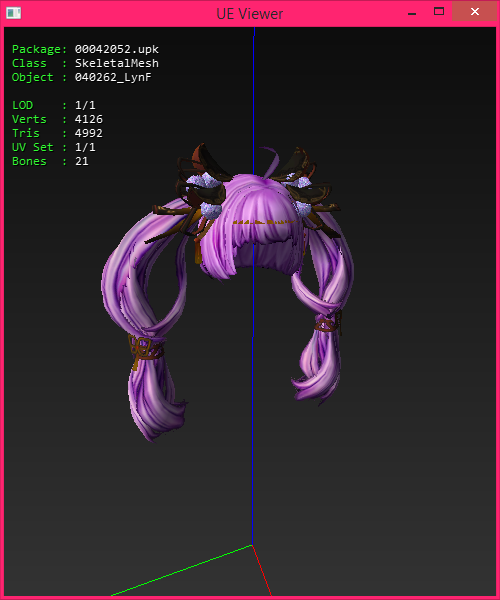 UE Viewer
Package: 00042052.upk
Class  : SkeletalMesh
Object : 040262_LynF
LOD    : 1/1
Verts  : 4126
Tris   : 4992
UV Set : 1/1
Bones  : 21